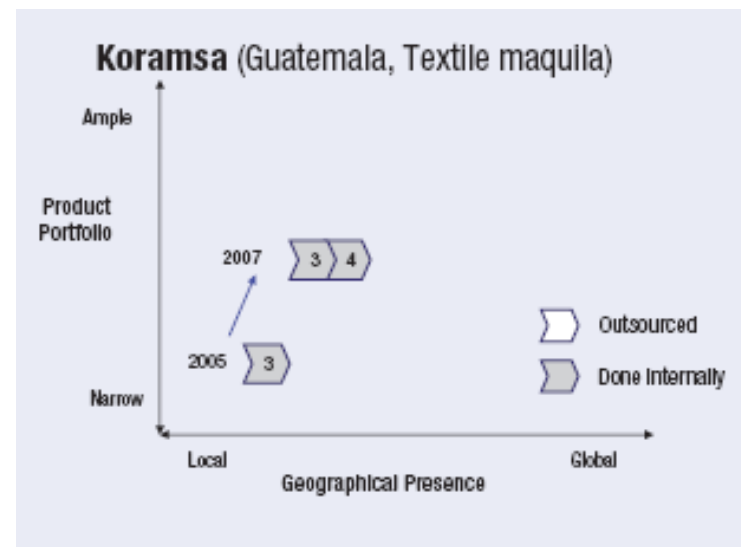 Koramsa (Guatemala, Textile maquila)
Ample
Product
Portfolio
2007
3
4
2005
3
Outsourced
Done Internally
Narrow
Local
Global
Geographical Presence